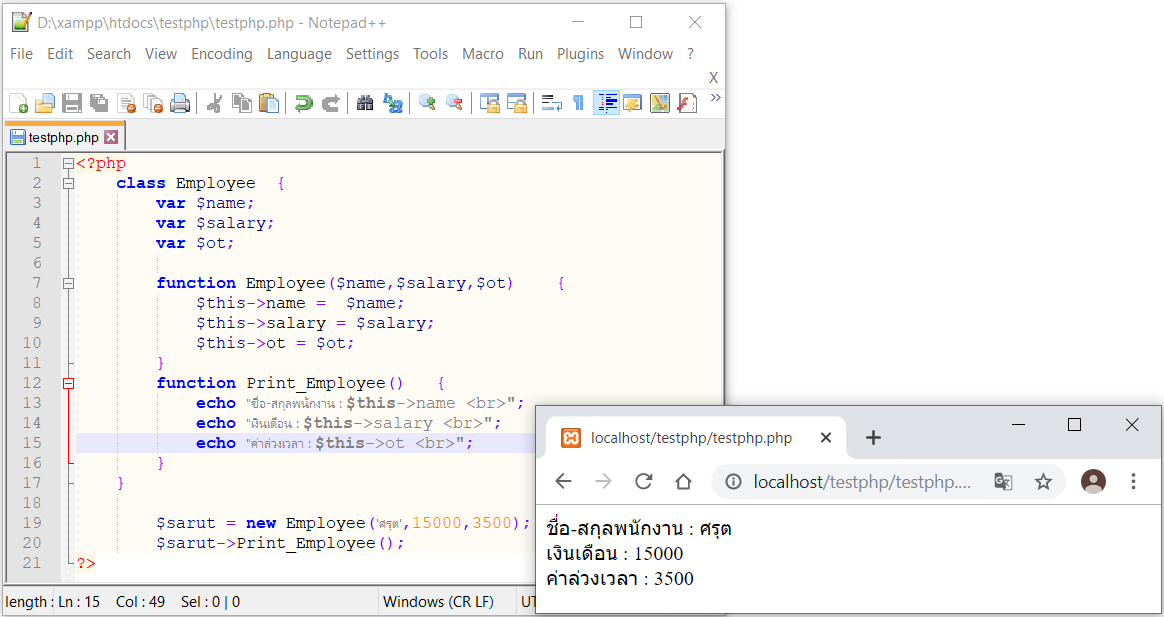 D:\xampp\htdocs\testphp\testphp.php - Notepad++
File Edit Search View Encoding Language Settings Tools Macro Run Plugins Window ?
X
testphp.php
1 <?php
2 class Employee {
3 var $name;
4 var $salary;
5 var $ot;
6
7 function Employee($name,$salary,$ot) {
8 $this->name = $name;
9 $this->salary = $salary;
10 $this->ot = $ot;
11 }
12 function Print_Employee() {
13 echo "ชื่อ-สกุลพนักงาน : $this->name <br>";
14 echo "เงินเดือน : $this->salary <br>";
15 echo "ค่าล่วงเวลา : $this->ot <br>";
16 }
17 }
18
19 $sarut = new Employee('ศรุต',15000,3500);
20 $sarut->Print_Employee();
21 ?>
length : Ln : 15 Col : 49 Sel : 0 | 0 Windows (CR LF) UT
localhost/testphp/testphp.php
localhost/testphp/testphp....
ชื่อ-สกุลพนักงาน : ศรุต
เงินเดือน : 15000
ค่าล่วงเวลา : 3500